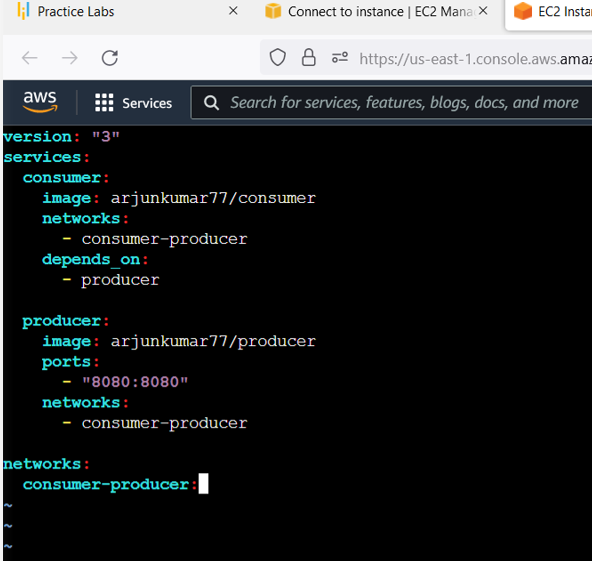 Practice Labs
Connect to instance | EC2 Mana
EC2 Insta
https://us-east-1.console.aws.amaz
aws
Services
Search for services, features, blogs, docs, and more
version: "3"
services:
  consumer:
    image: arjunkumar77/consumer
    networks:
      - consumer-producer
    depends_on:
      - producer

  producer:
    image: arjunkumar77/producer
    ports:
      - "8080:8080"
    networks:
      - consumer-producer

networks:
  consumer-producer:
~
~
~